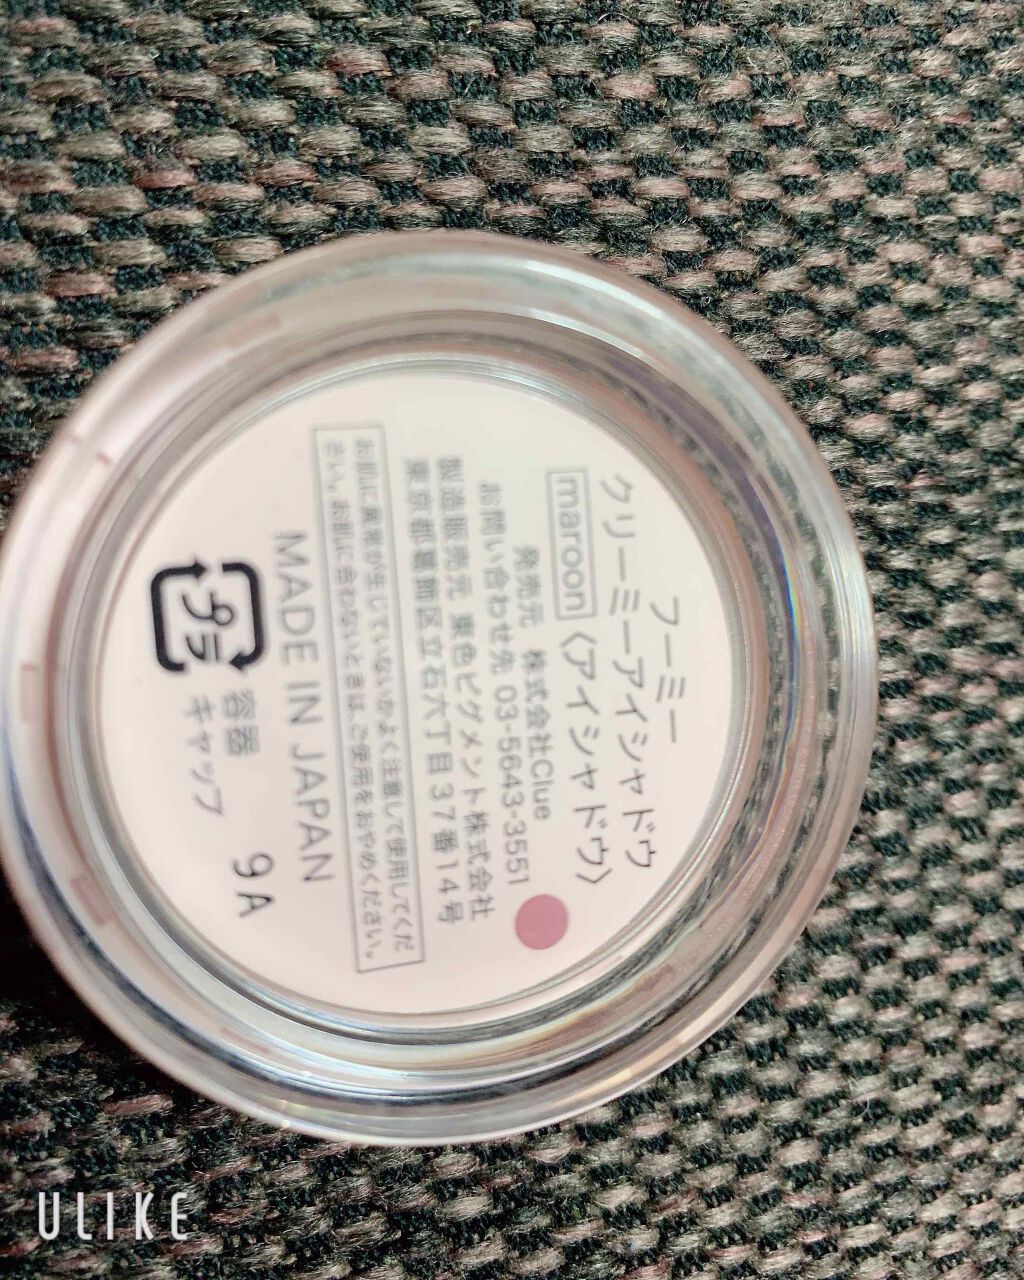 フーミー
クリーミーアイシャドウ
maroon 〈アイシャドウ〉
発売元 株式会社Clue
お問い合わせ先 03-5643-3551
製造販売元 東色ピグメント株式会社
東京都葛飾区立石六丁目37番14号
お肌に異常が生じていないかよく注意して使用してくだ
さい。お肌に合わないときは、ご使用をおやめください。
MADE IN JAPAN
プラ
容器
キャップ
9A
ULIKE